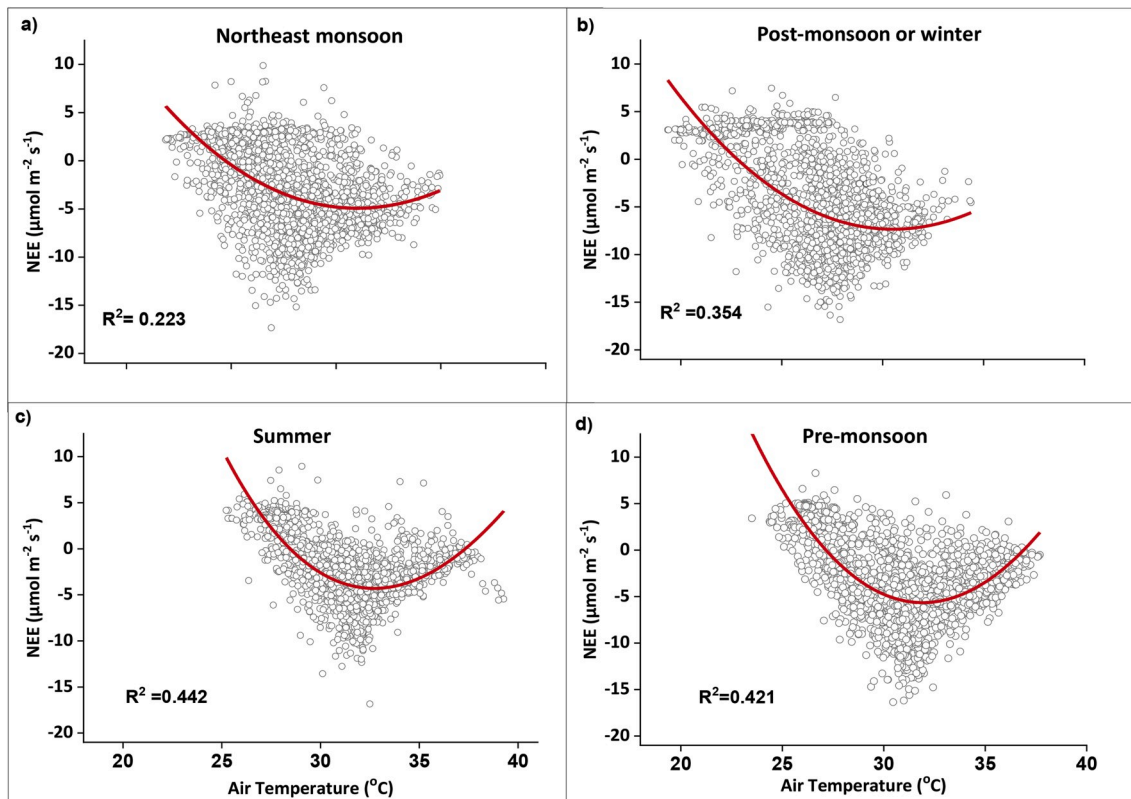 a)
Northeast monsoon
10
5
0
-5
-10
-15
-20
NEE (µmol m⁻² s⁻¹)
R²= 0.223
b)
Post-monsoon or winter
10
5
0
-5
-10
-15
-20
NEE (µmol m⁻² s⁻¹)
R² =0.354
c)
Summer
10
5
0
-5
-10
-15
-20
NEE (µmol m⁻² s⁻¹)
R² =0.442
20 25 30 35 40
Air Temperature (°C)
d)
Pre-monsoon
10
5
0
-5
-10
-15
-20
NEE (µmol m⁻² s⁻¹)
R²=0.421
20 25 30 35 40
Air Temperature (°C)